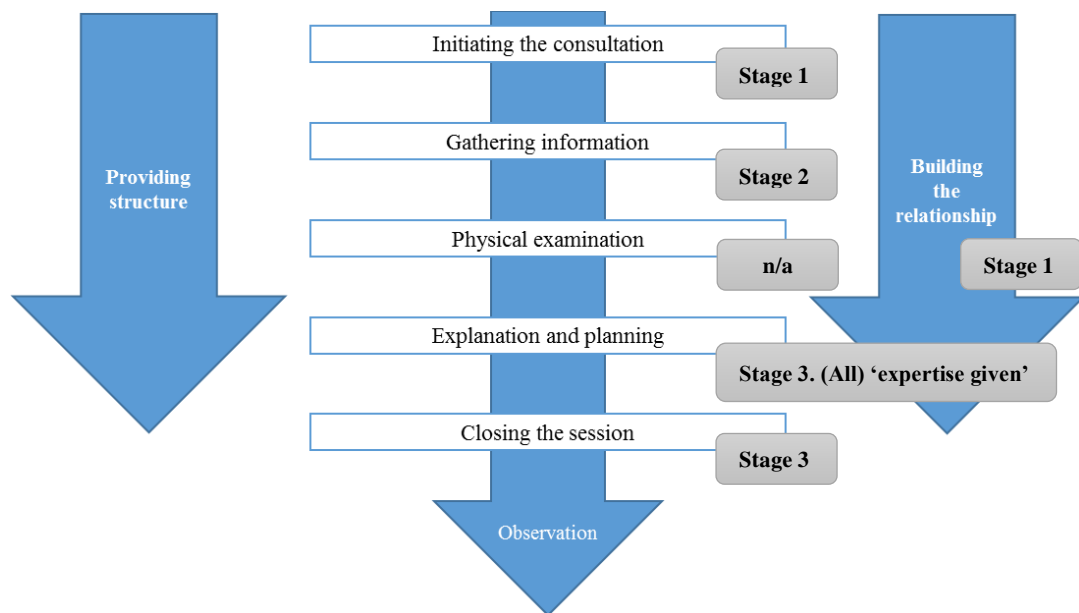 Initiating the consultation
Stage 1
Gathering information
Stage 2
Providing
structure
Building
the
relationship
Physical examination
n/a
Stage 1
Explanation and planning
Stage 3. (All) ‘expertise given’
Closing the session
Stage 3
Observation